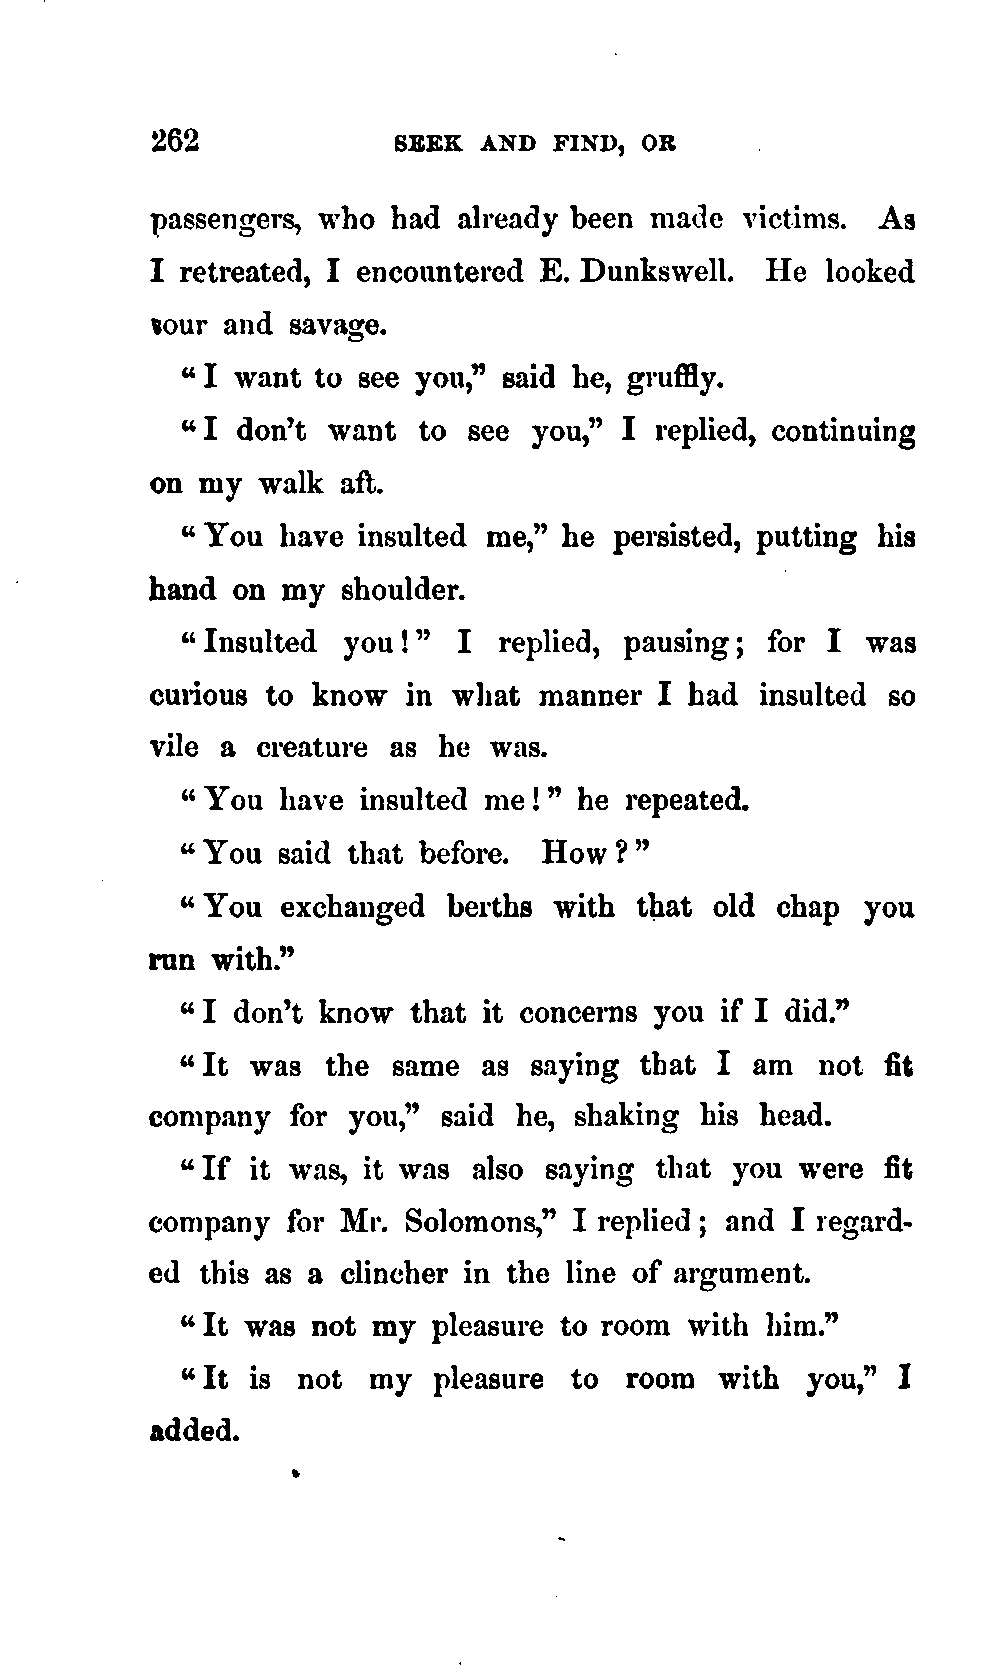 262 SEEK AND FIND, OR
passengers, who had already been made victims. As
I retreated, I encountered E. Dunkswell. He looked
sour and savage.
“I want to see you,” said he, gruffly.
“I don’t want to see you,” I replied, continuing
on my walk aft.
“You have insulted me,” he persisted, putting his
hand on my shoulder.
“Insulted you!” I replied, pausing; for I was
curious to know in what manner I had insulted so
vile a creature as he was.
“You have insulted me!” he repeated.
“You said that before. How?”
“You exchanged berths with that old chap you
run with.”
“I don’t know that it concerns you if I did.”
“It was the same as saying that I am not fit
company for you,” said he, shaking his head.
“If it was, it was also saying that you were fit
company for Mr. Solomons,” I replied; and I regard-
ed this as a clincher in the line of argument.
“It was not my pleasure to room with him.”
“It is not my pleasure to room with you,” I
added.